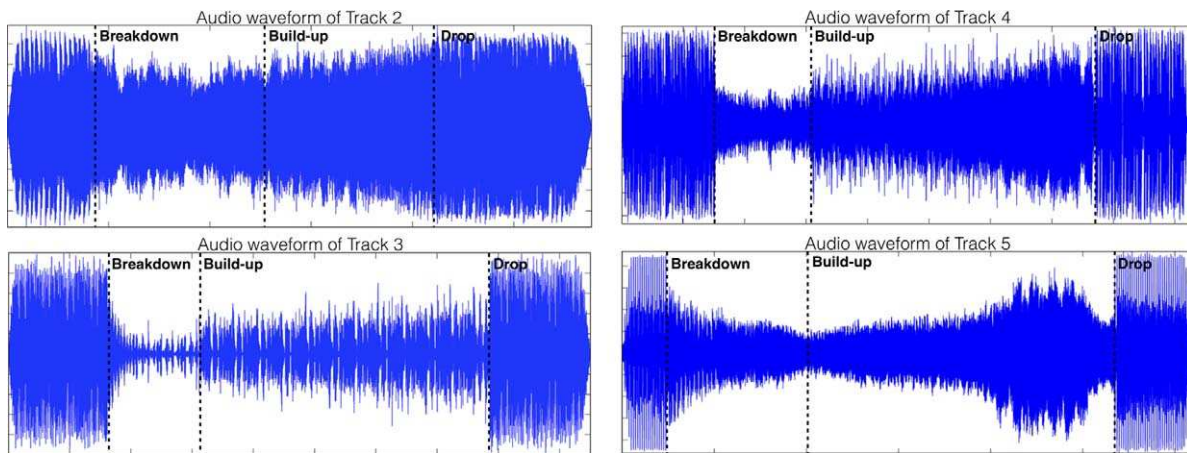 Audio waveform of Track 2
Breakdown Build-up Drop
Audio waveform of Track 4
Breakdown Build-up Drop
Audio waveform of Track 3
Breakdown Build-up Drop
Audio waveform of Track 5
Breakdown Build-up Drop